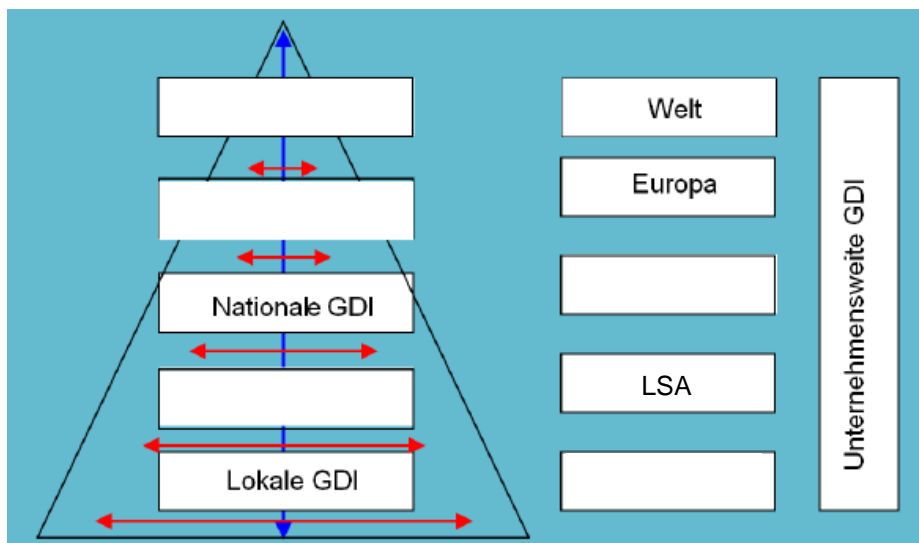 Welt
Europa
Nationale GDI
LSA
Lokale GDI
Unternehmensweite GDI